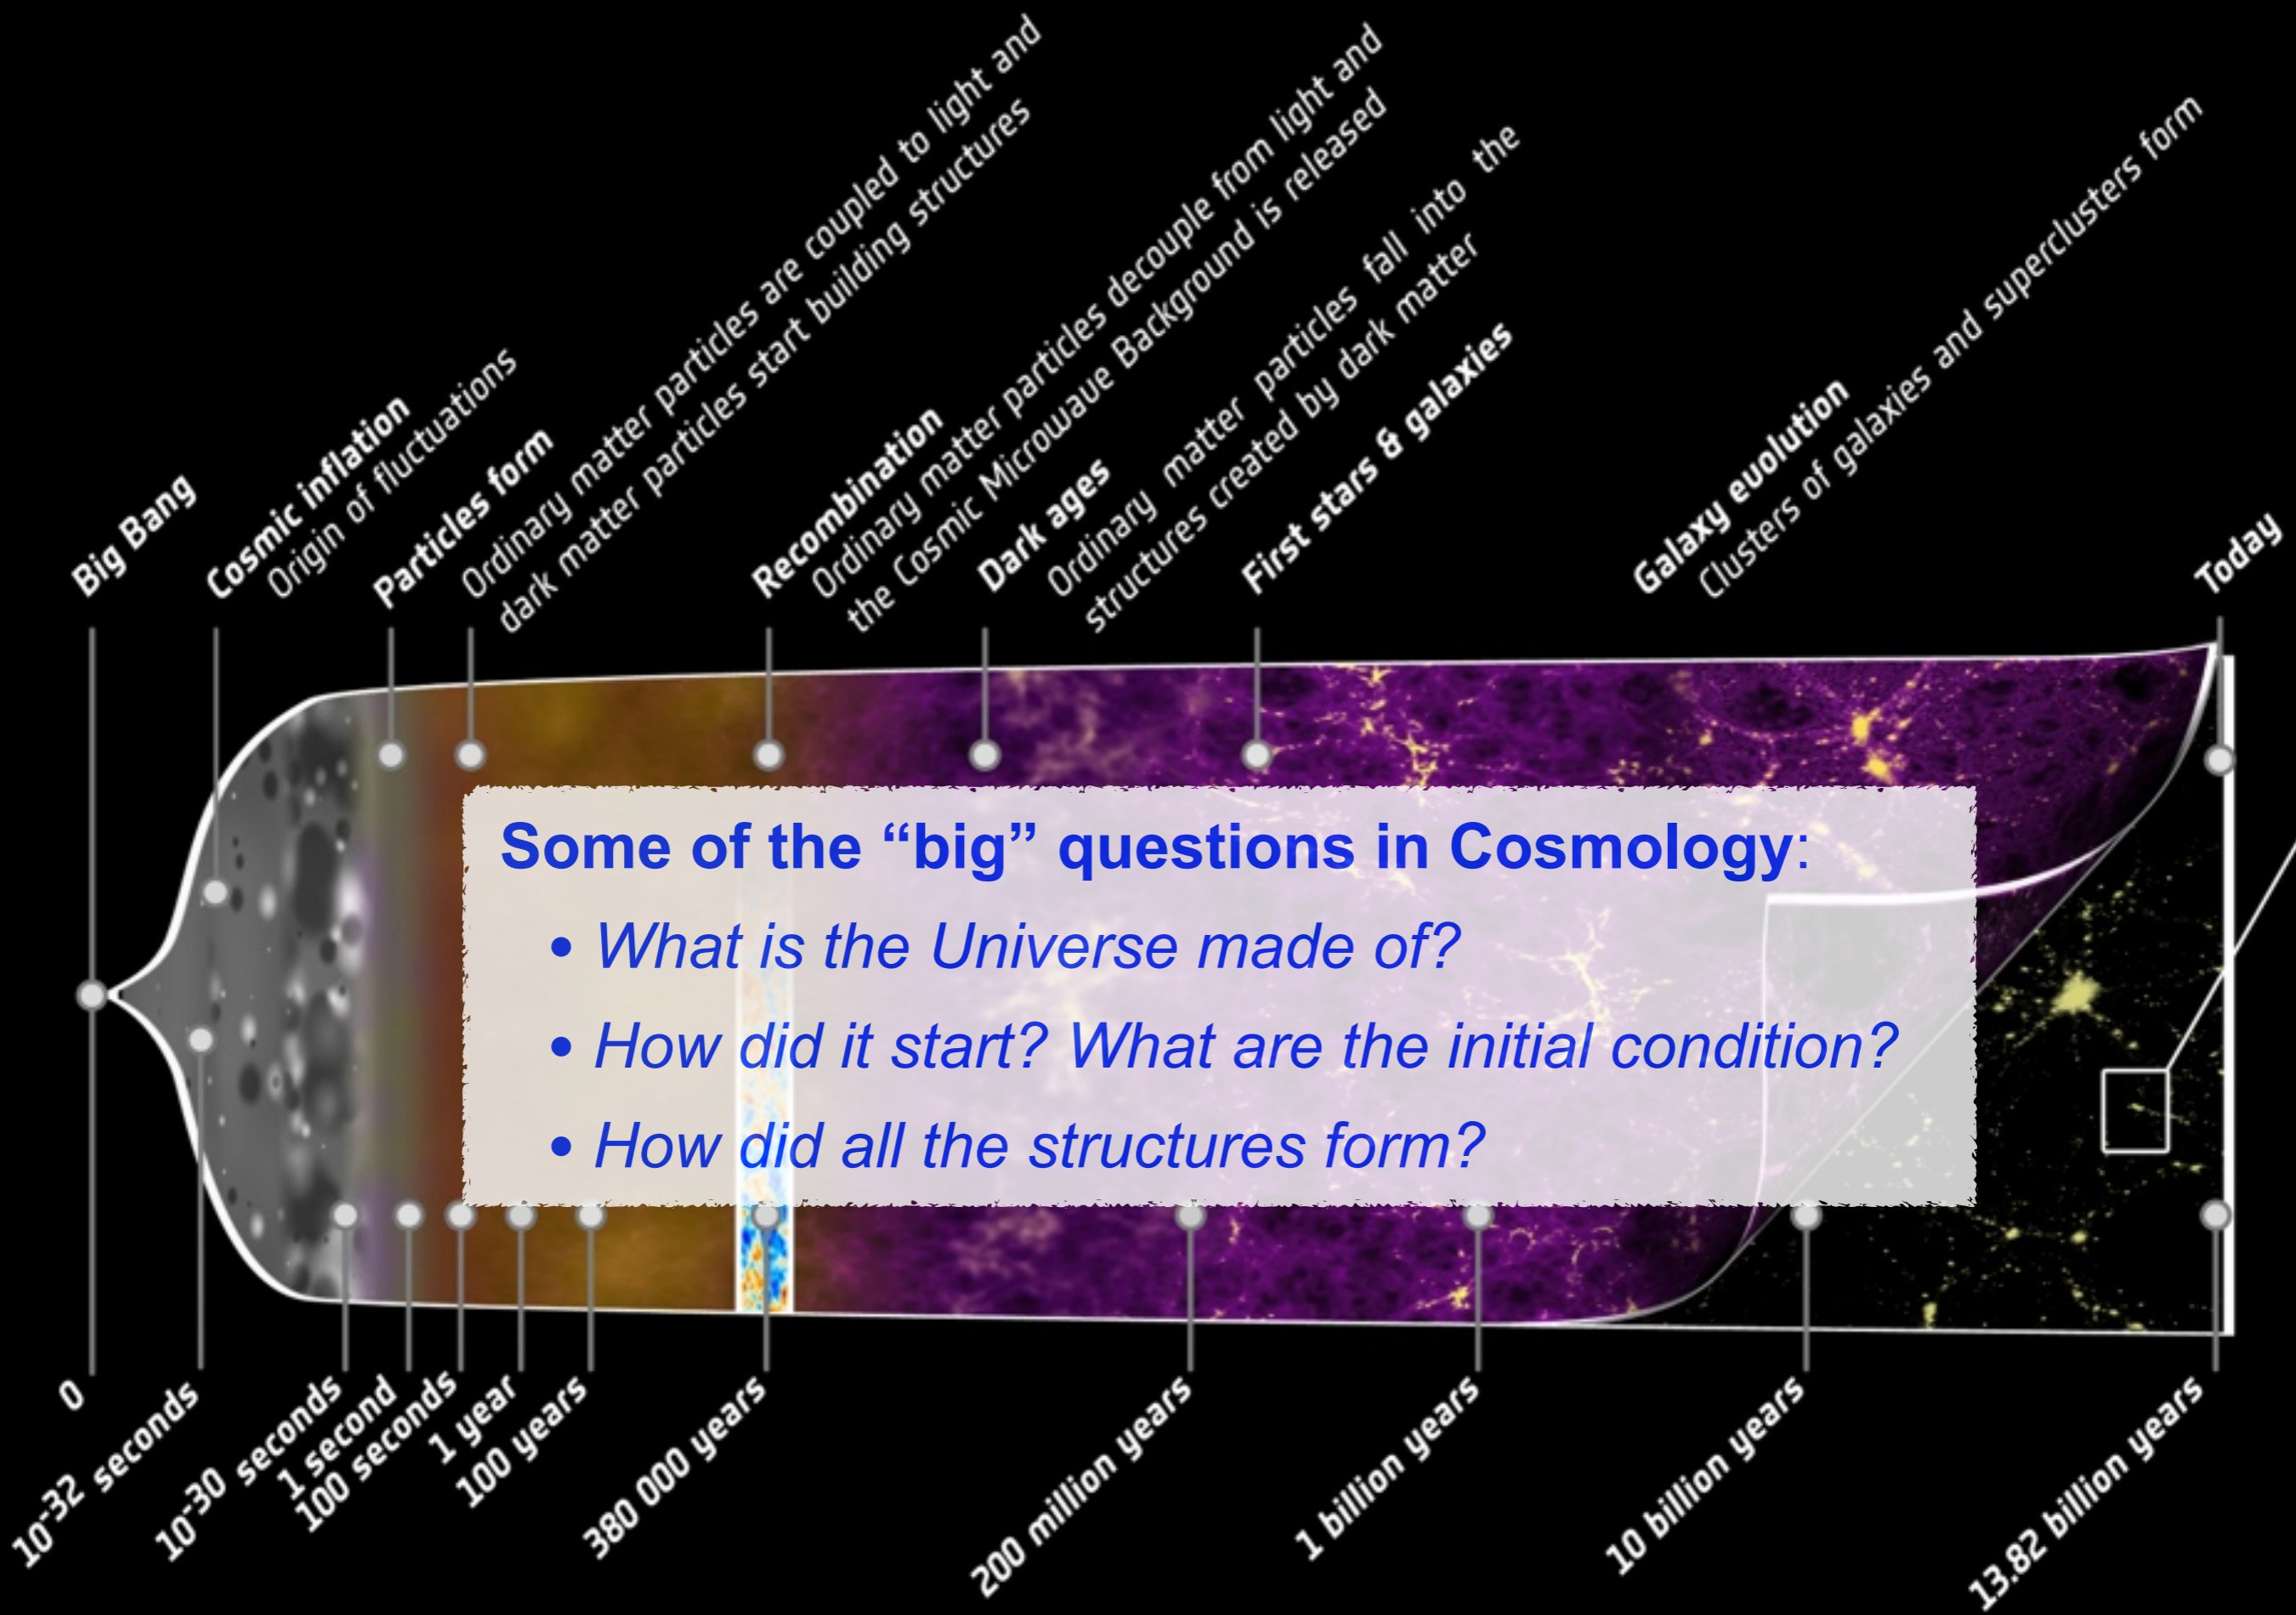 Big Bang
Cosmic inflation
Origin of fluctuations
Particles form
Ordinary matter particles are coupled to light and
dark matter particles start building structures
Recombination
Ordinary matter particles decouple from light and
the Cosmic Microwave Background is released
Dark ages
Ordinary matter particles fall into the
structures created by dark matter
First stars & galaxies
Galaxy evolution
Clusters of galaxies and superclusters form
Today
Some of the “big” questions in Cosmology:
• What is the Universe made of?
• How did it start? What are the initial condition?
• How did all the structures form?
0
10-32 seconds
10-30 seconds
1 second
100 seconds
1 year
100 years
380 000 years
200 million years
1 billion years
10 billion years
13.82 billion years